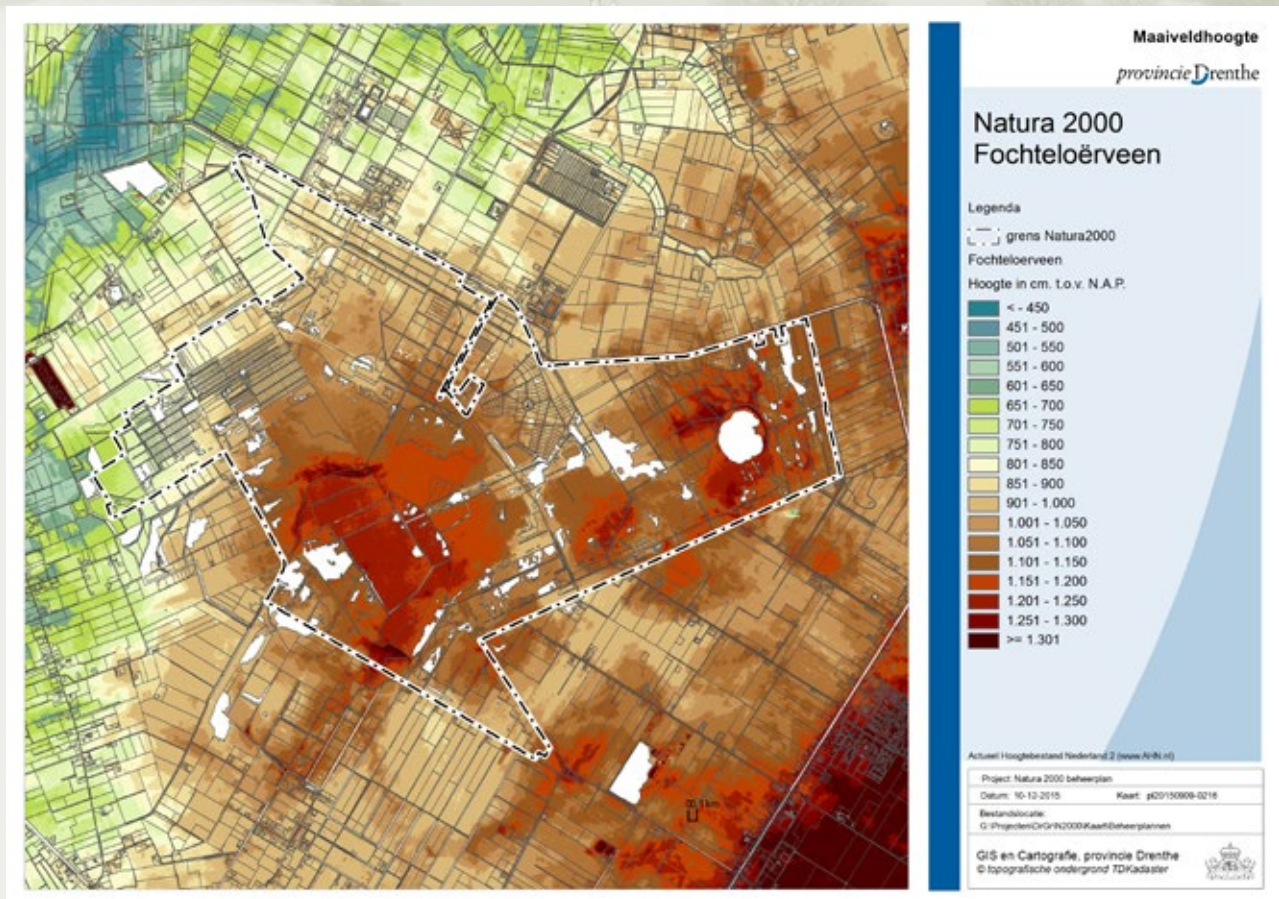 Maaiveldhoogte
provincie Drenthe
Natura 2000
Fochteloërveen
Legenda
grens Natura2000
Fochteloerveen
Hoogte in cm. t.o.v. N.A.P.
< - 450
451 - 500
501 - 550
551 - 600
601 - 650
651 - 700
701 - 750
751 - 800
801 - 850
851 - 900
901 - 1.000
1.001 - 1.050
1.051 - 1.100
1.101 - 1.150
1.151 - 1.200
1.201 - 1.250
1.251 - 1.300
>= 1.301
Actueel Hoogtebestand Nederland 2 (www.AHN.nl)
Project: Natura 2000 beheerplan
Datum: 10-12-2015 Kaart: pl20150909-0216
Bestandslocatie:
GIS en Cartografie, provincie Drenthe
© topografische ondergrond TDKadaster